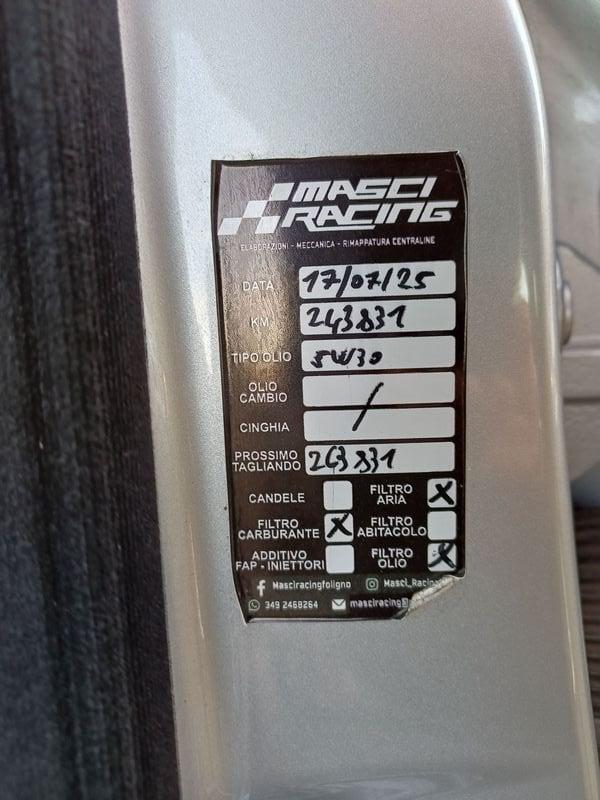 MASCI
RACING
ELABORAZIONI - MECCANICA - RIMAPPATURA CENTRALINE
DATA 17/07/25
KM 243831
TIPO OLIO 5W30
OLIO
CAMBIO /
CINGHIA
PROSSIMO
TAGLIANDO 263831
CANDELE FILTRO
ARIA X
FILTRO
CARBURANTE X FILTRO
ABITACOLO
ADDITIVO
FAP - INIETTORI FILTRO
OLIO X
Masciracingfoligno Masci_Racing
349 2468264 masciracing